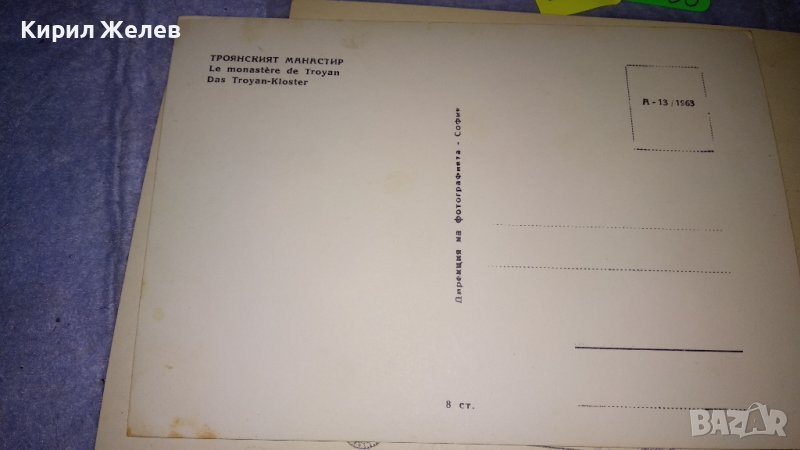 Кирил Желев
ТРОЯНСКИЯТ МАНАСТИР
Le monastère de Troyan
Das Troyan-Kloster
А - 13 / 1963
Дирекция на фотографията - София
8 ст.
BAZAR